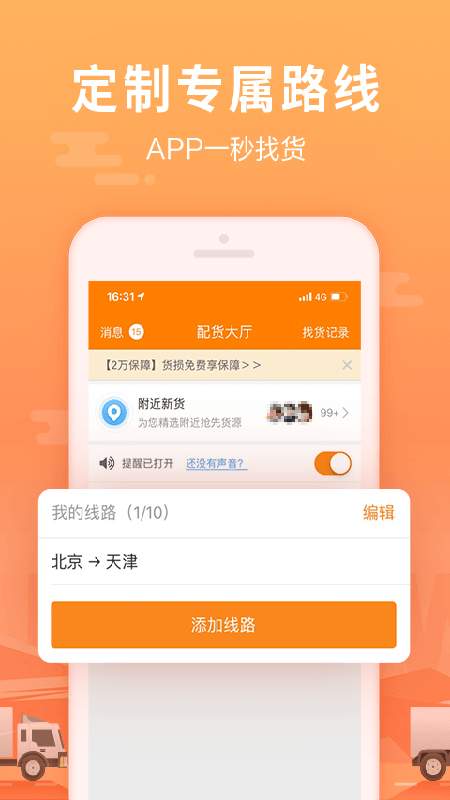 定制专属路线
APP一秒找货
16:31 4G
消息 15 配货大厅 找货记录
【2万保障】货损免费享保障>>
附近新货
为您精选附近抢先货源 99+
提醒已打开 还没有声音?
我的线路（1/10） 编辑
北京→天津
添加线路